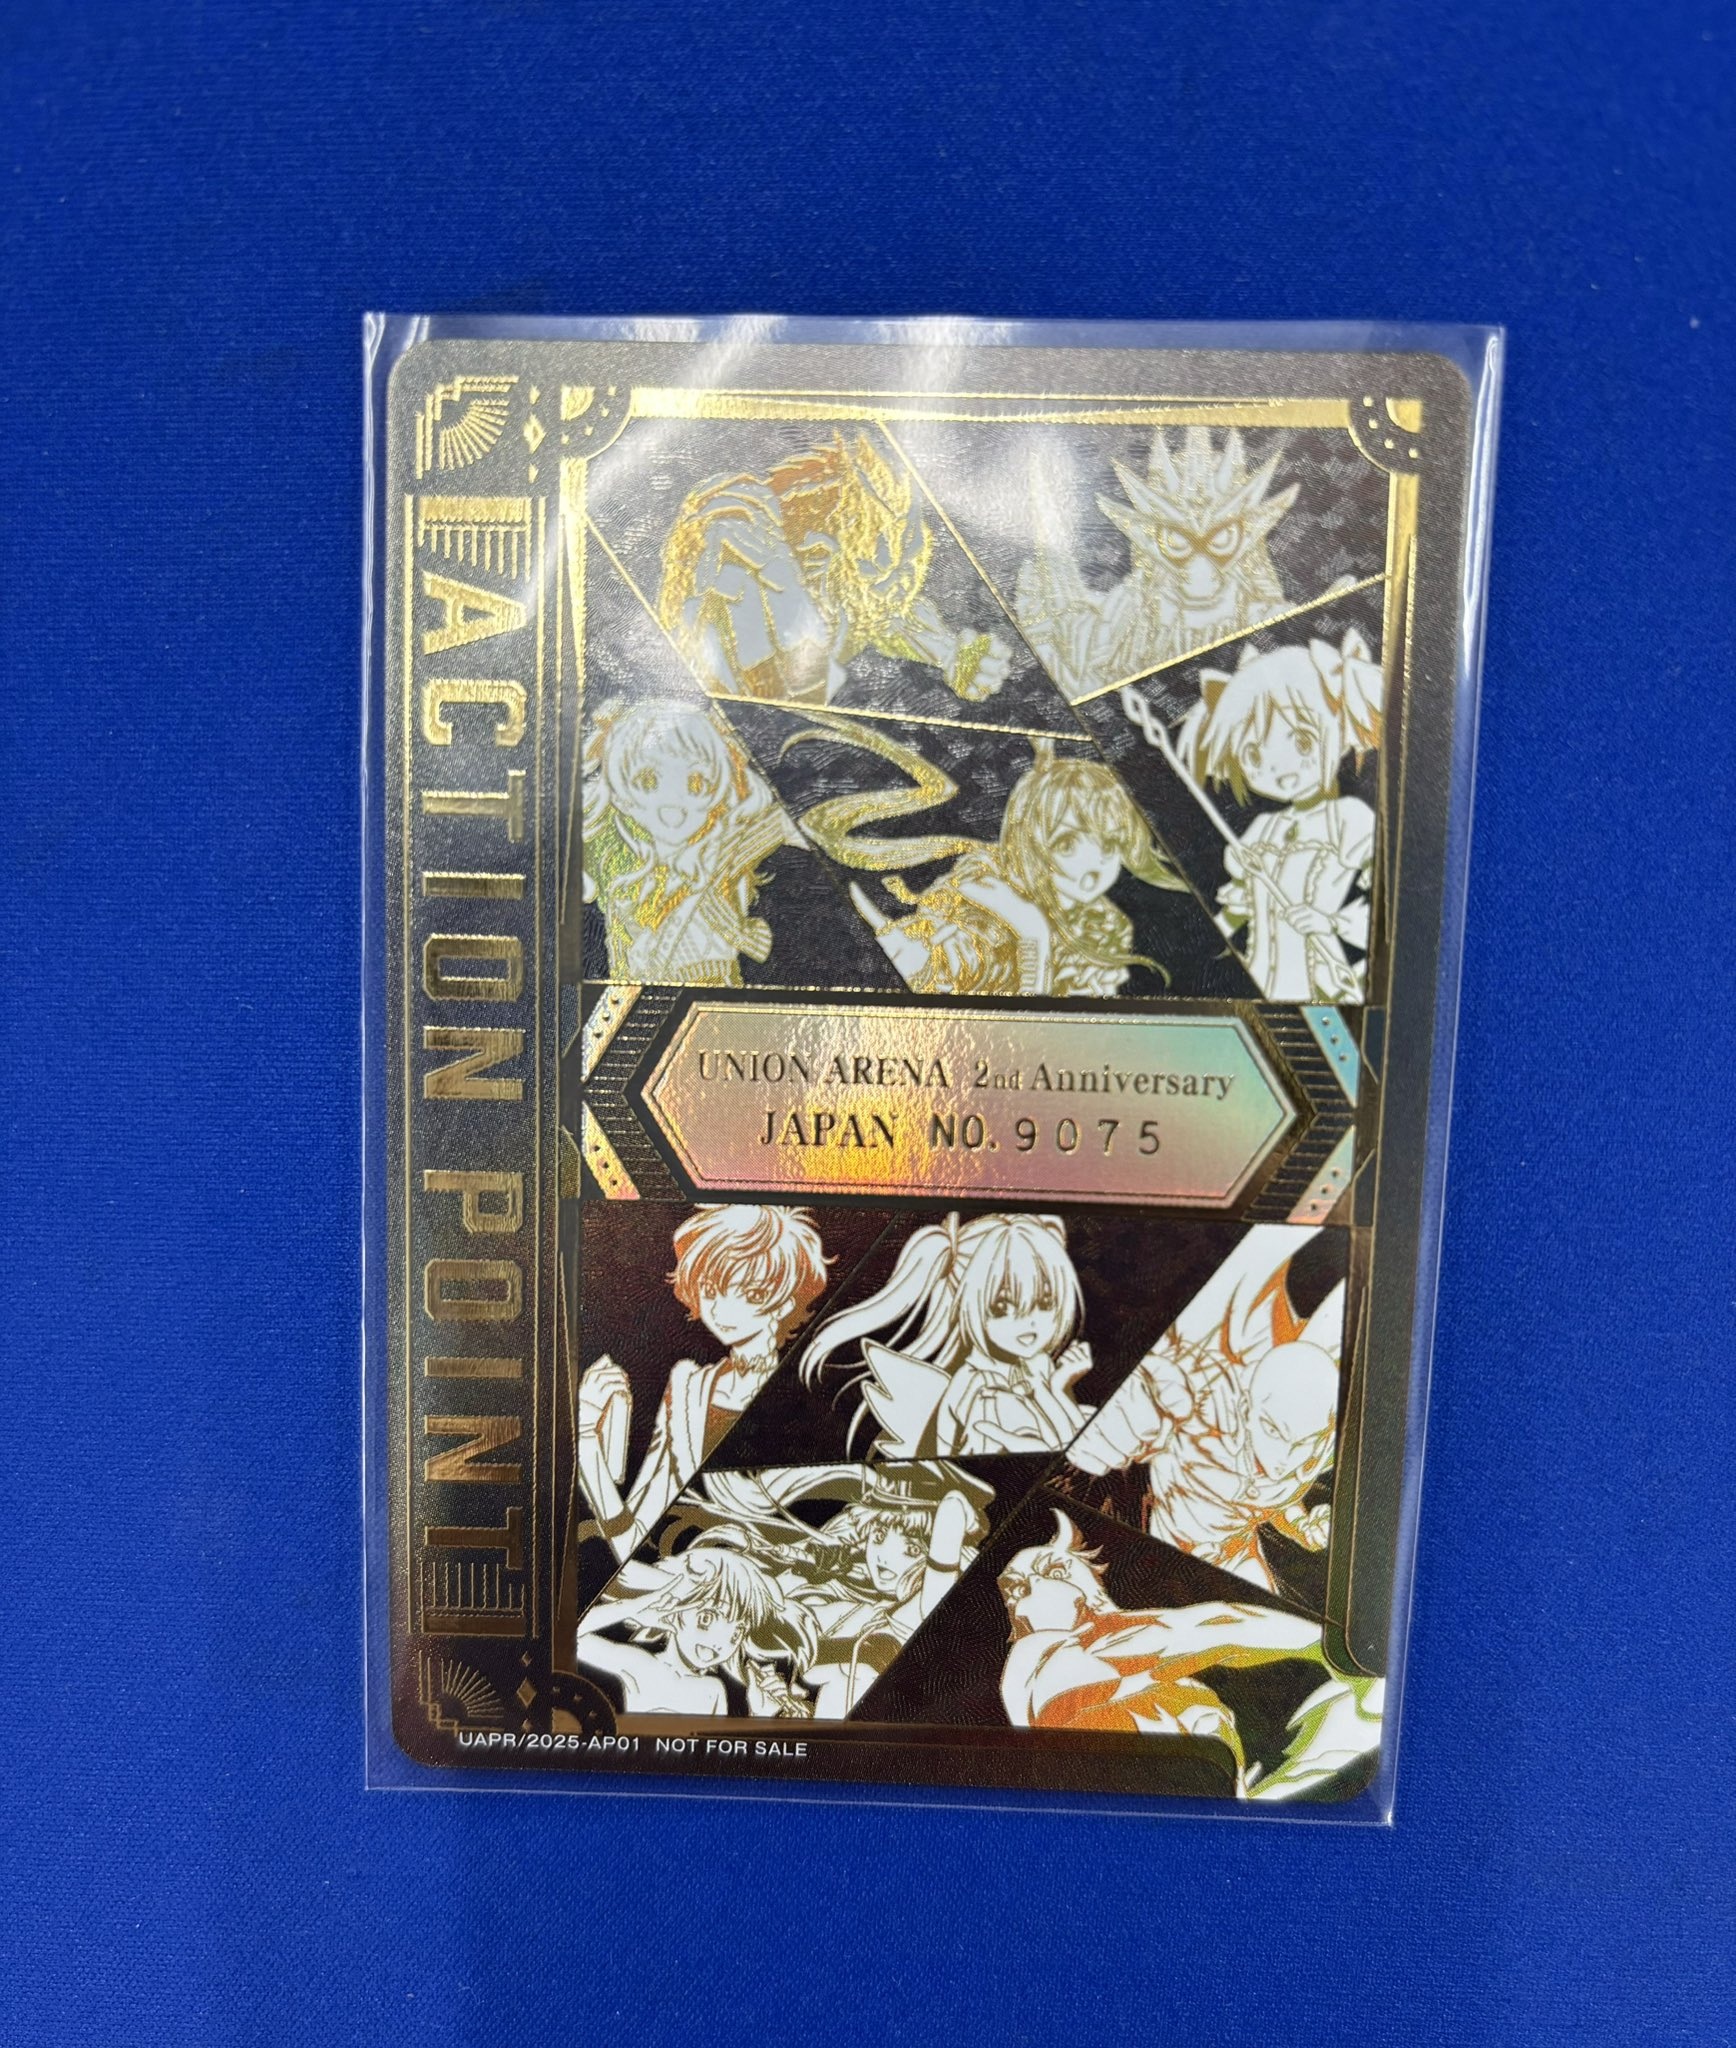 ACTION POINT
UNION ARENA 2nd Anniversary
JAPAN NO. 9075
UAPR/2025-AP01 NOT FOR SALE